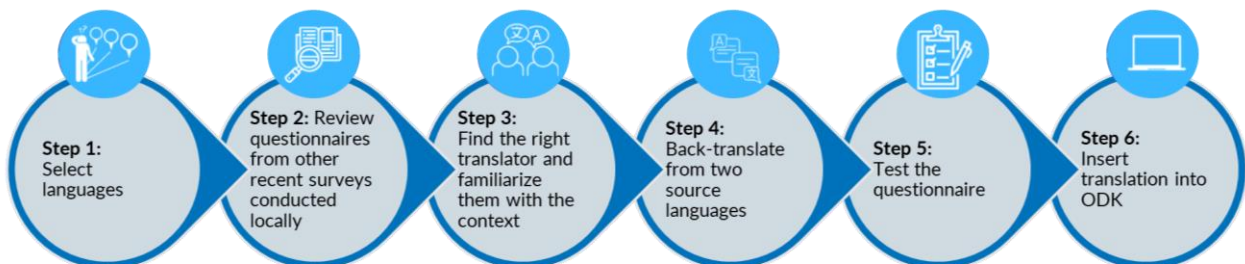 Step 1:
Select
languages
Step 2: Review
questionnaires
from other
recent surveys
conducted
locally
Step 3:
Find the right
translator and
familiarize
them with the
context
Step 4:
Back-translate
from two
source
languages
Step 5:
Test the
questionnaire
Step 6:
Insert
translation into
ODK
文
A
A
文